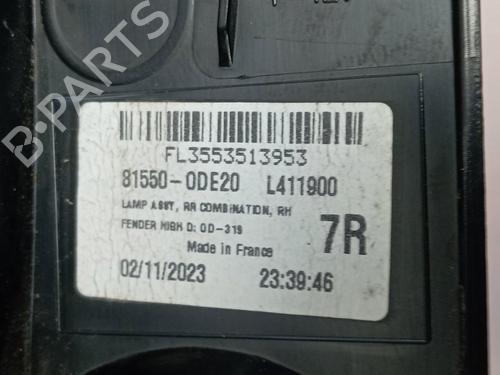 B-PARTS
FL3553513953
81550-0DE20 L411900
LAMP ASSY, RR COMBINATION, RH
FENDER HIGH D: 0D-319
7R
Made in France
02/11/2023 23:39:46